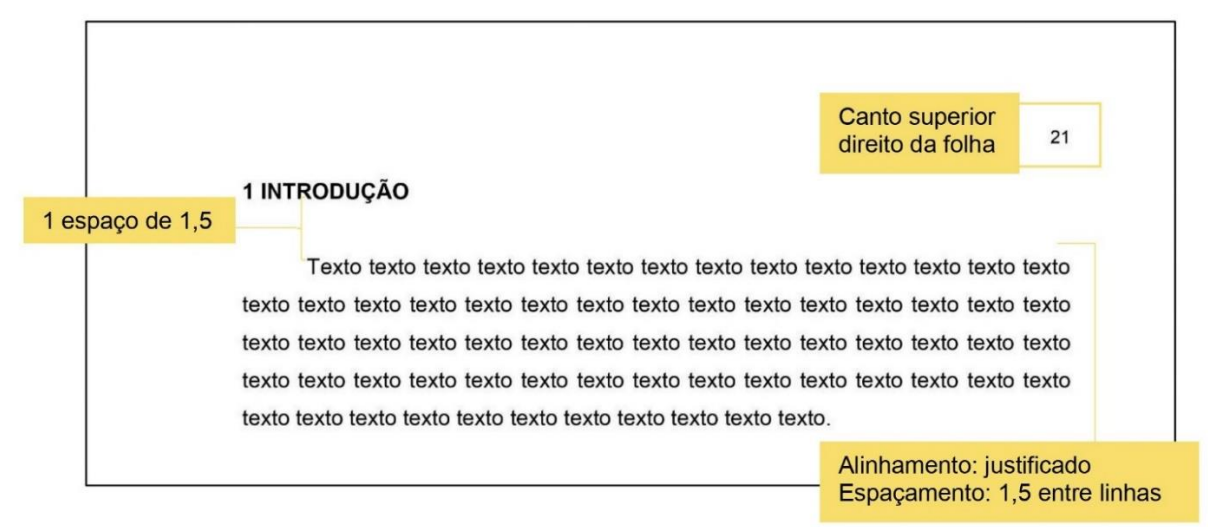 Canto superior
direito da folha
21
1 INTRODUÇÃO
1 espaço de 1,5
Texto texto texto texto texto texto texto texto texto texto texto texto texto texto
texto texto texto texto texto texto texto texto texto texto texto texto texto texto texto
texto texto texto texto texto texto texto texto texto texto texto texto texto texto texto
texto texto texto texto texto texto texto texto texto texto texto texto texto texto texto
texto texto texto texto texto texto texto texto texto texto texto.
Alinhamento: justificado
Espaçamento: 1,5 entre linhas